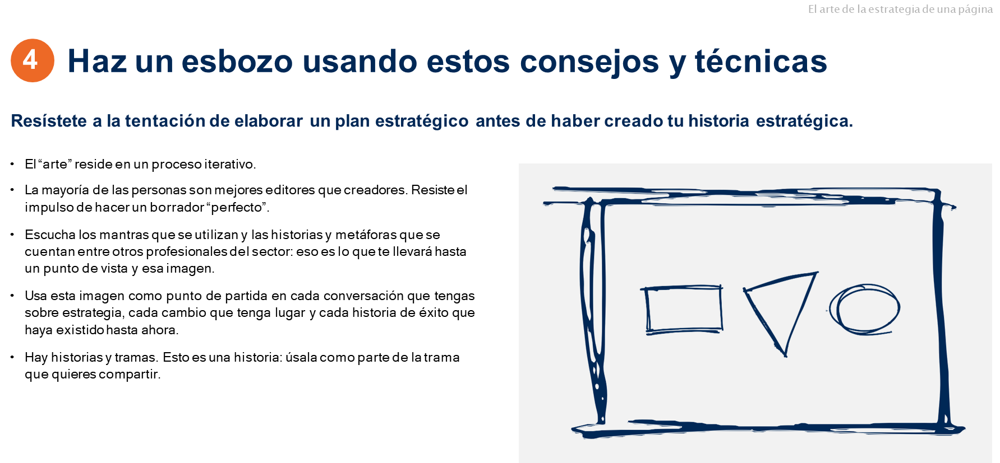 El arte de la estrategia de una página
4
Haz un esbozo usando estos consejos y técnicas
Resístete a la tentación de elaborar un plan estratégico antes de haber creado tu historia estratégica.
• El “arte” reside en un proceso iterativo.
• La mayoría de las personas son mejores editores que creadores. Resiste el
impulso de hacer un borrador “perfecto”.
• Escucha los mantras que se utilizan y las historias y metáforas que se
cuentan entre otros profesionales del sector: eso es lo que te llevará hasta
un punto de vista y esa imagen.
• Usa esta imagen como punto de partida en cada conversación que tengas
sobre estrategia, cada cambio que tenga lugar y cada historia de éxito que
haya existido hasta ahora.
• Hay historias y tramas. Esto es una historia: úsala como parte de la trama
que quieres compartir.